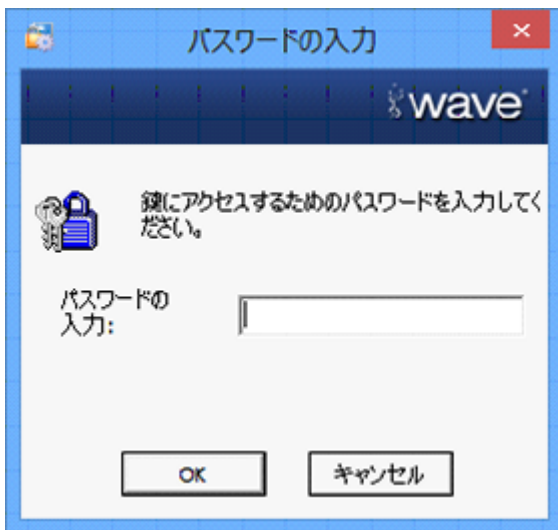 パスワードの入力
wave
鍵にアクセスするためのパスワードを入力してく
ださい。
パスワードの
入力:
OK
キャンセル